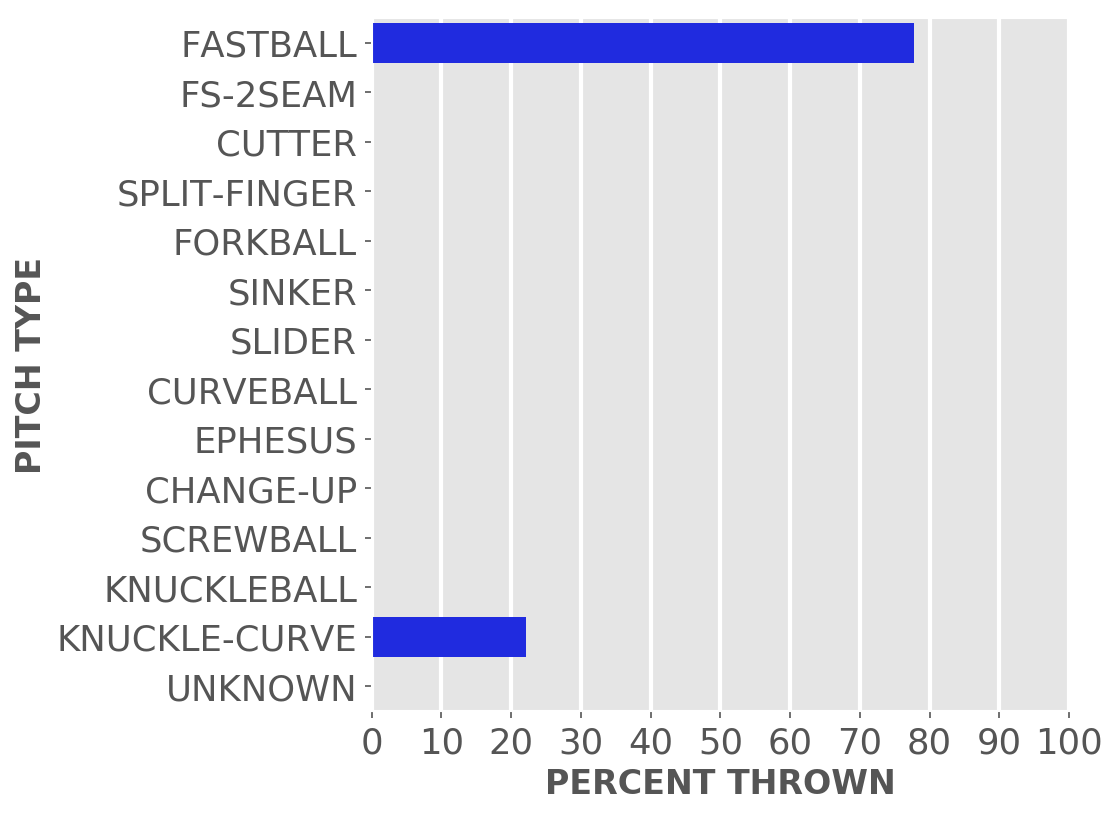 PITCH TYPE
FASTBALL
FS-2SEAM
CUTTER
SPLIT-FINGER
FORKBALL
SINKER
SLIDER
CURVEBALL
EPHESUS
CHANGE-UP
SCREWBALL
KNUCKLEBALL
KNUCKLE-CURVE
UNKNOWN
0 10 20 30 40 50 60 70 80 90 100
PERCENT THROWN